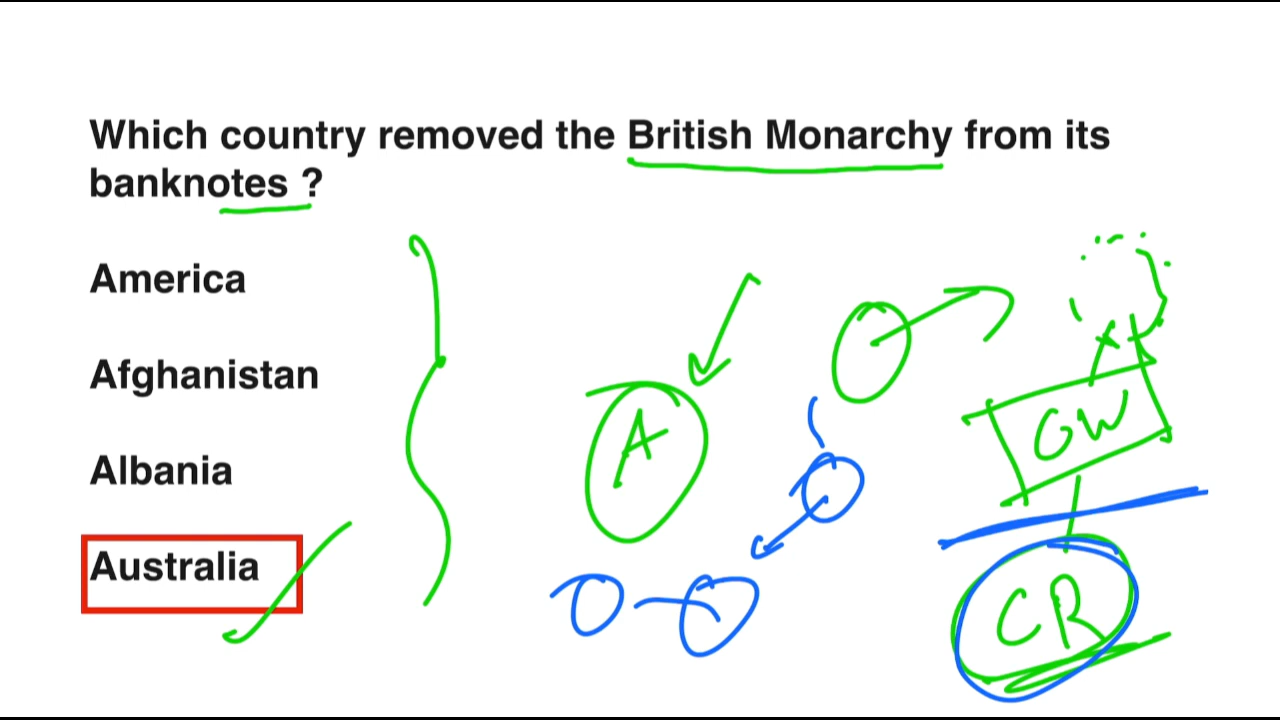 Which country removed the British Monarchy from its
banknotes ?
America
Afghanistan
Albania
Australia
A
GW
CR